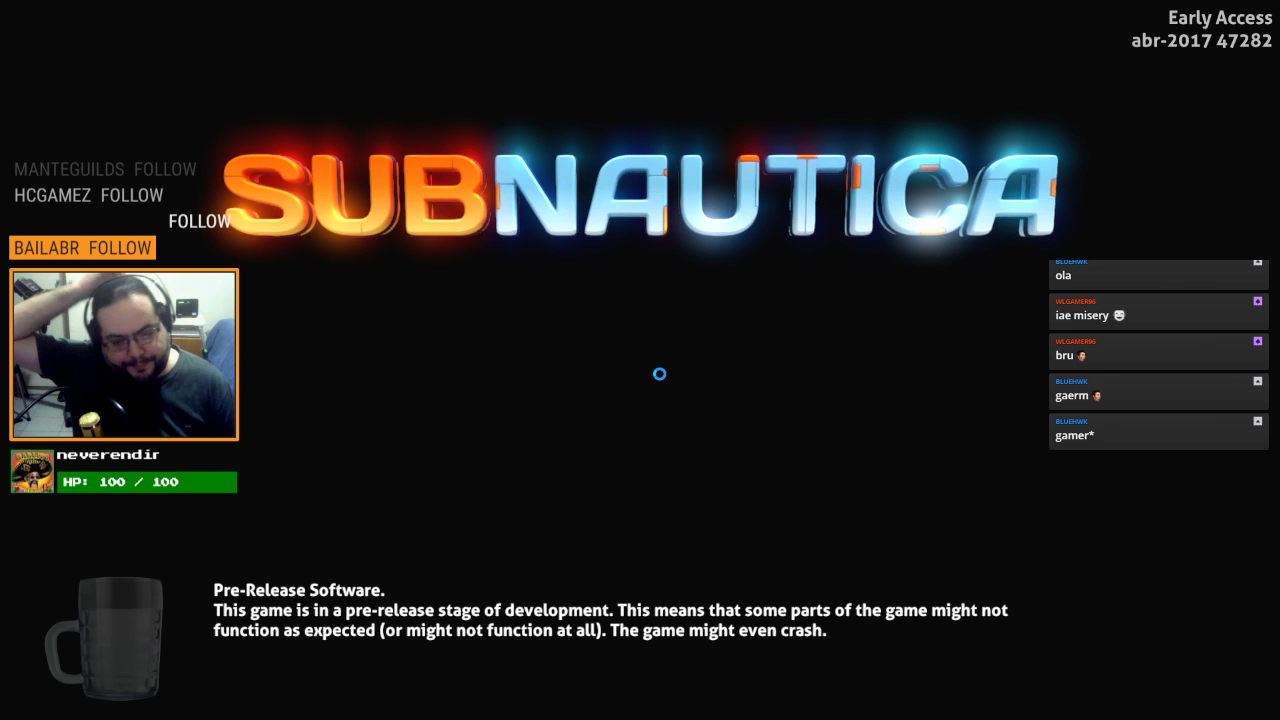 Early Access
abr-2017 47282
SUBNAUTICA
MANTEGUILDS FOLLOW
HCGAMEZ FOLLOW
FOLLOW
BAILABR FOLLOW
BLUEHWK
ola
WLGAMER96
iae misery
WLGAMER96
bru
BLUEHWK
gaerm
BLUEHWK
gamer*
neverendir
HP: 100 / 100
Pre-Release Software.
This game is in a pre-release stage of development. This means that some parts of the game might not
function as expected (or might not function at all). The game might even crash.